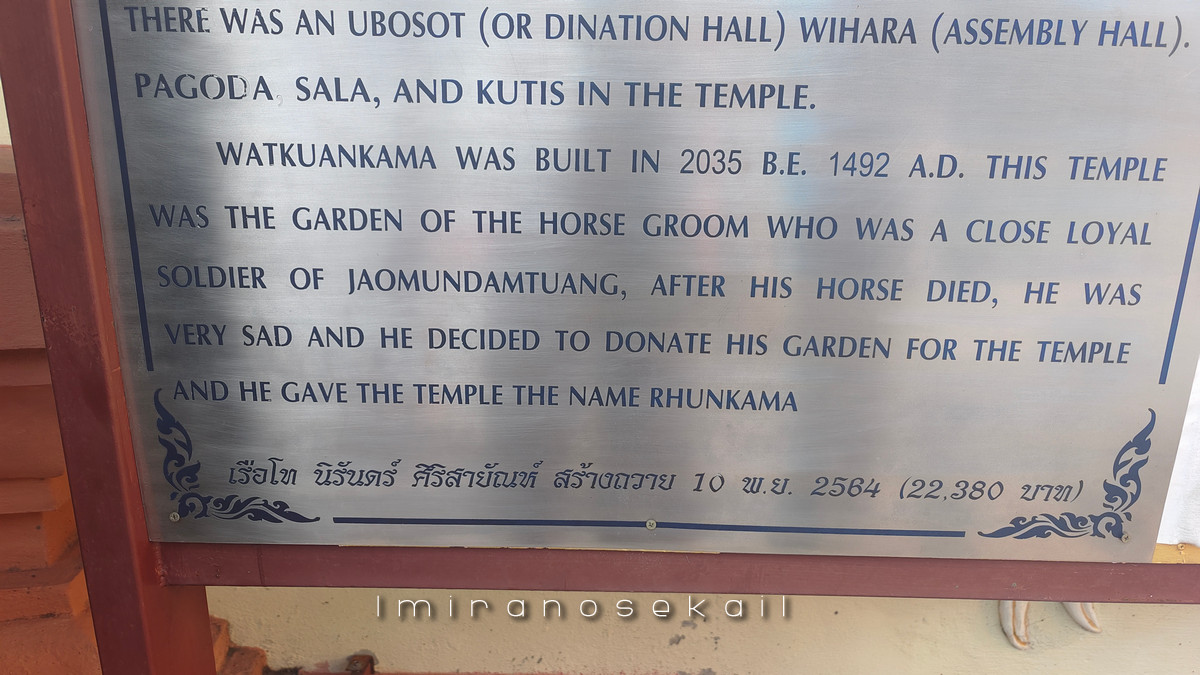 THERE WAS AN UBOSOT (OR DINATION HALL) WIHARA (ASSEMBLY HALL).
PAGODA, SALA, AND KUTIS IN THE TEMPLE.
WATKUANKAMA WAS BUILT IN 2035 B.E. 1492 A.D. THIS TEMPLE
WAS THE GARDEN OF THE HORSE GROOM WHO WAS A CLOSE LOYAL
SOLDIER OF JAOMUNDAMTUANG, AFTER HIS HORSE DIED, HE WAS
VERY SAD AND HE DECIDED TO DONATE HIS GARDEN FOR THE TEMPLE
AND HE GAVE THE TEMPLE THE NAME RHUNKAMA
เรือโท นิรันดร์ ศิริสายัณห์ สร้างถวาย 10 พ.ย. 2564 (22,380 บาท)
Imiranosekail